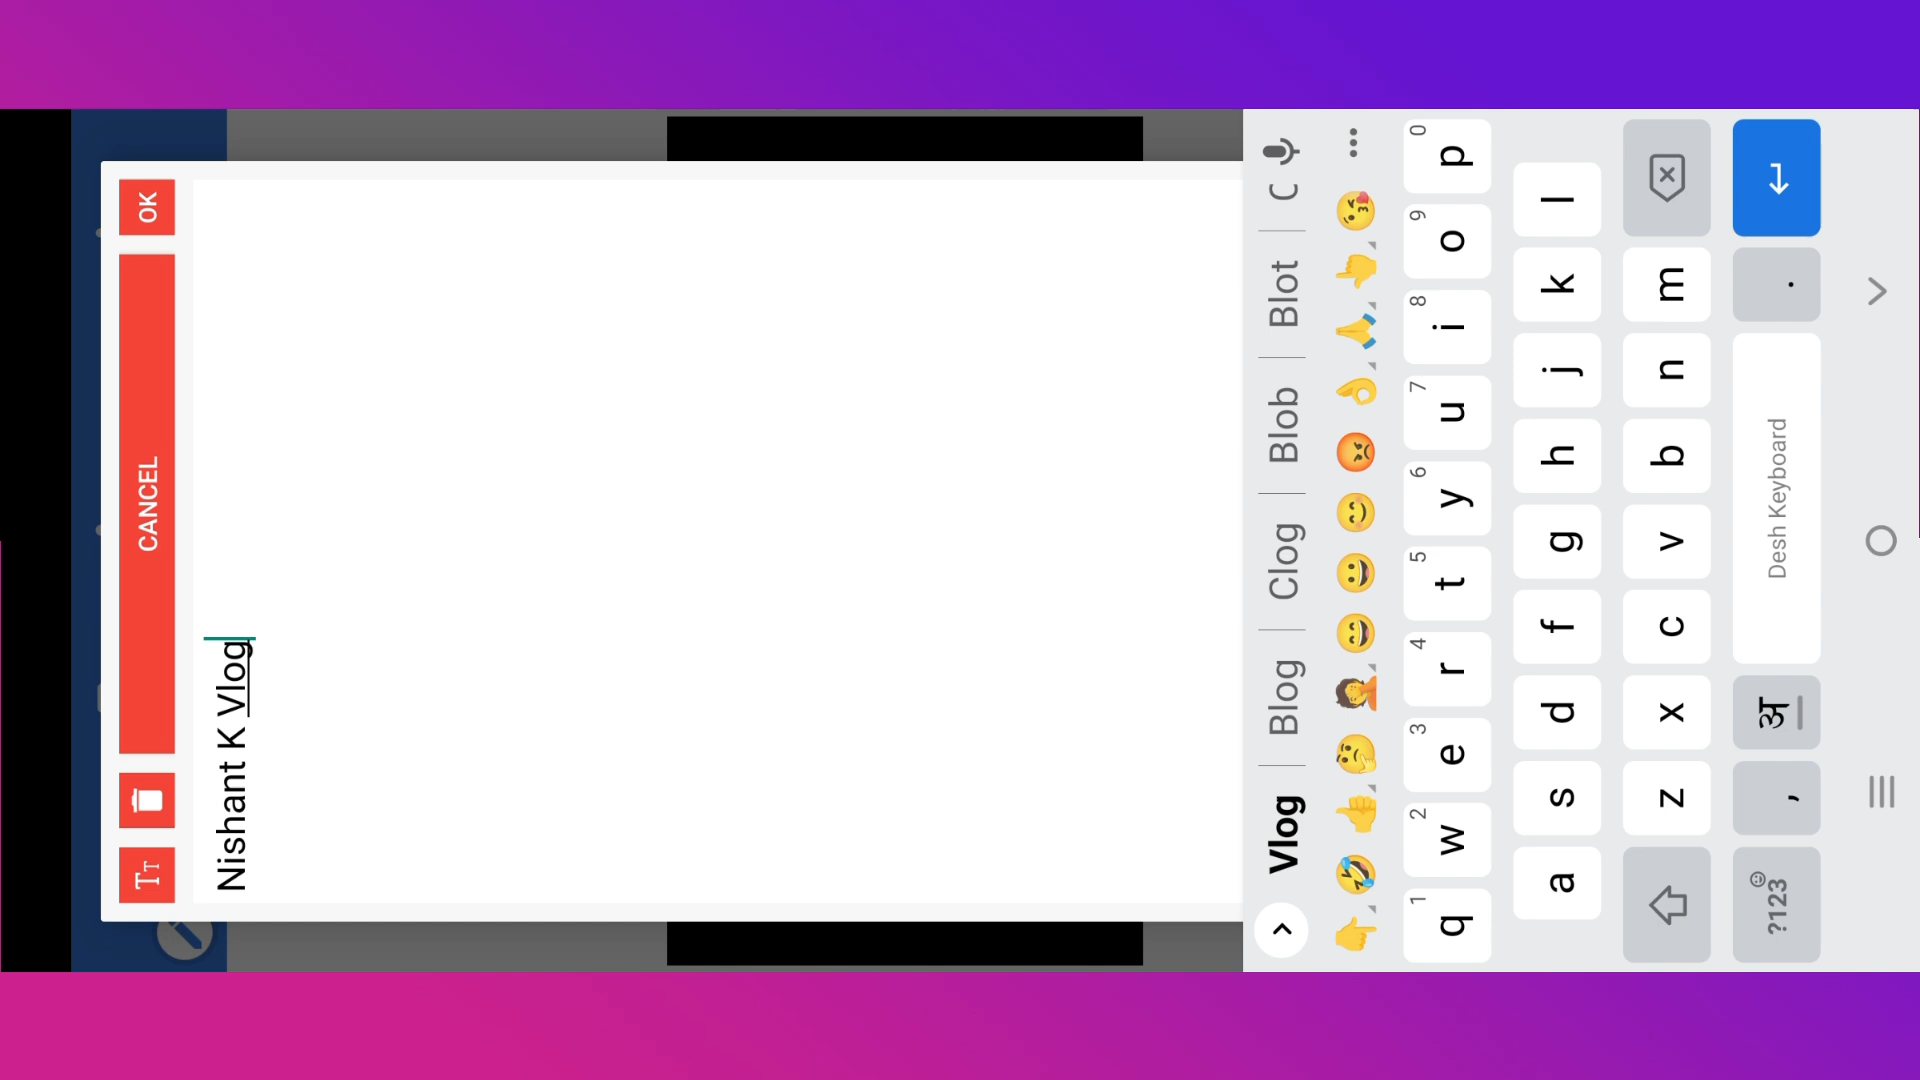 TT CANCEL OK
Nishant K Vlog
Vlog Blog Clog Blob Blot C
1 2 3 4 5 6 7 8 9 0
q w e r t y u i o p
a s d f g h j k l
z x c v b n m
?123 , अ Desh Keyboard .